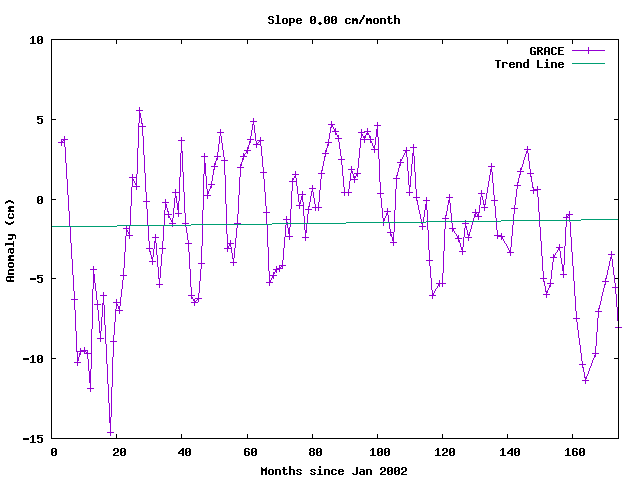 Slope 0.00 cm/month
GRACE
Trend Line
10
5
0
-5
-10
-15
Anomaly (cm)
0 20 40 60 80 100 120 140 160
Months since Jan 2002